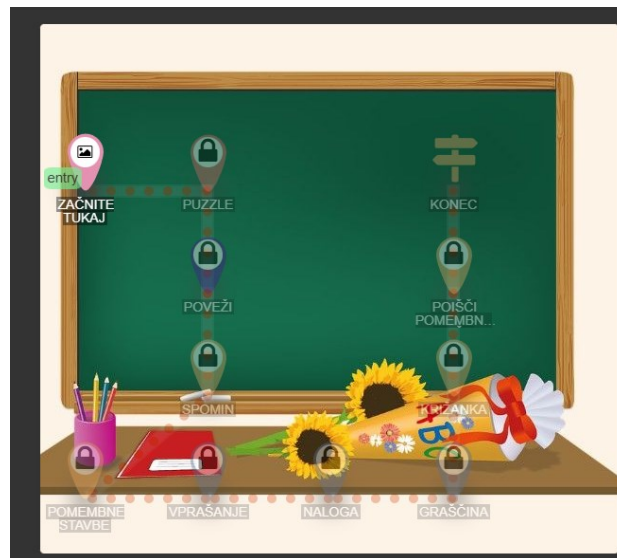 entry
ZAČNITE
TUKAJ
PUZZLE
KONEC
POVEŽI
POIŠČI
POMEMBN...
SPOMIN
KRIŽANKA
POMEMBNE
STAVBE
VPRAŠANJE
NALOGA
GRAŠČINA